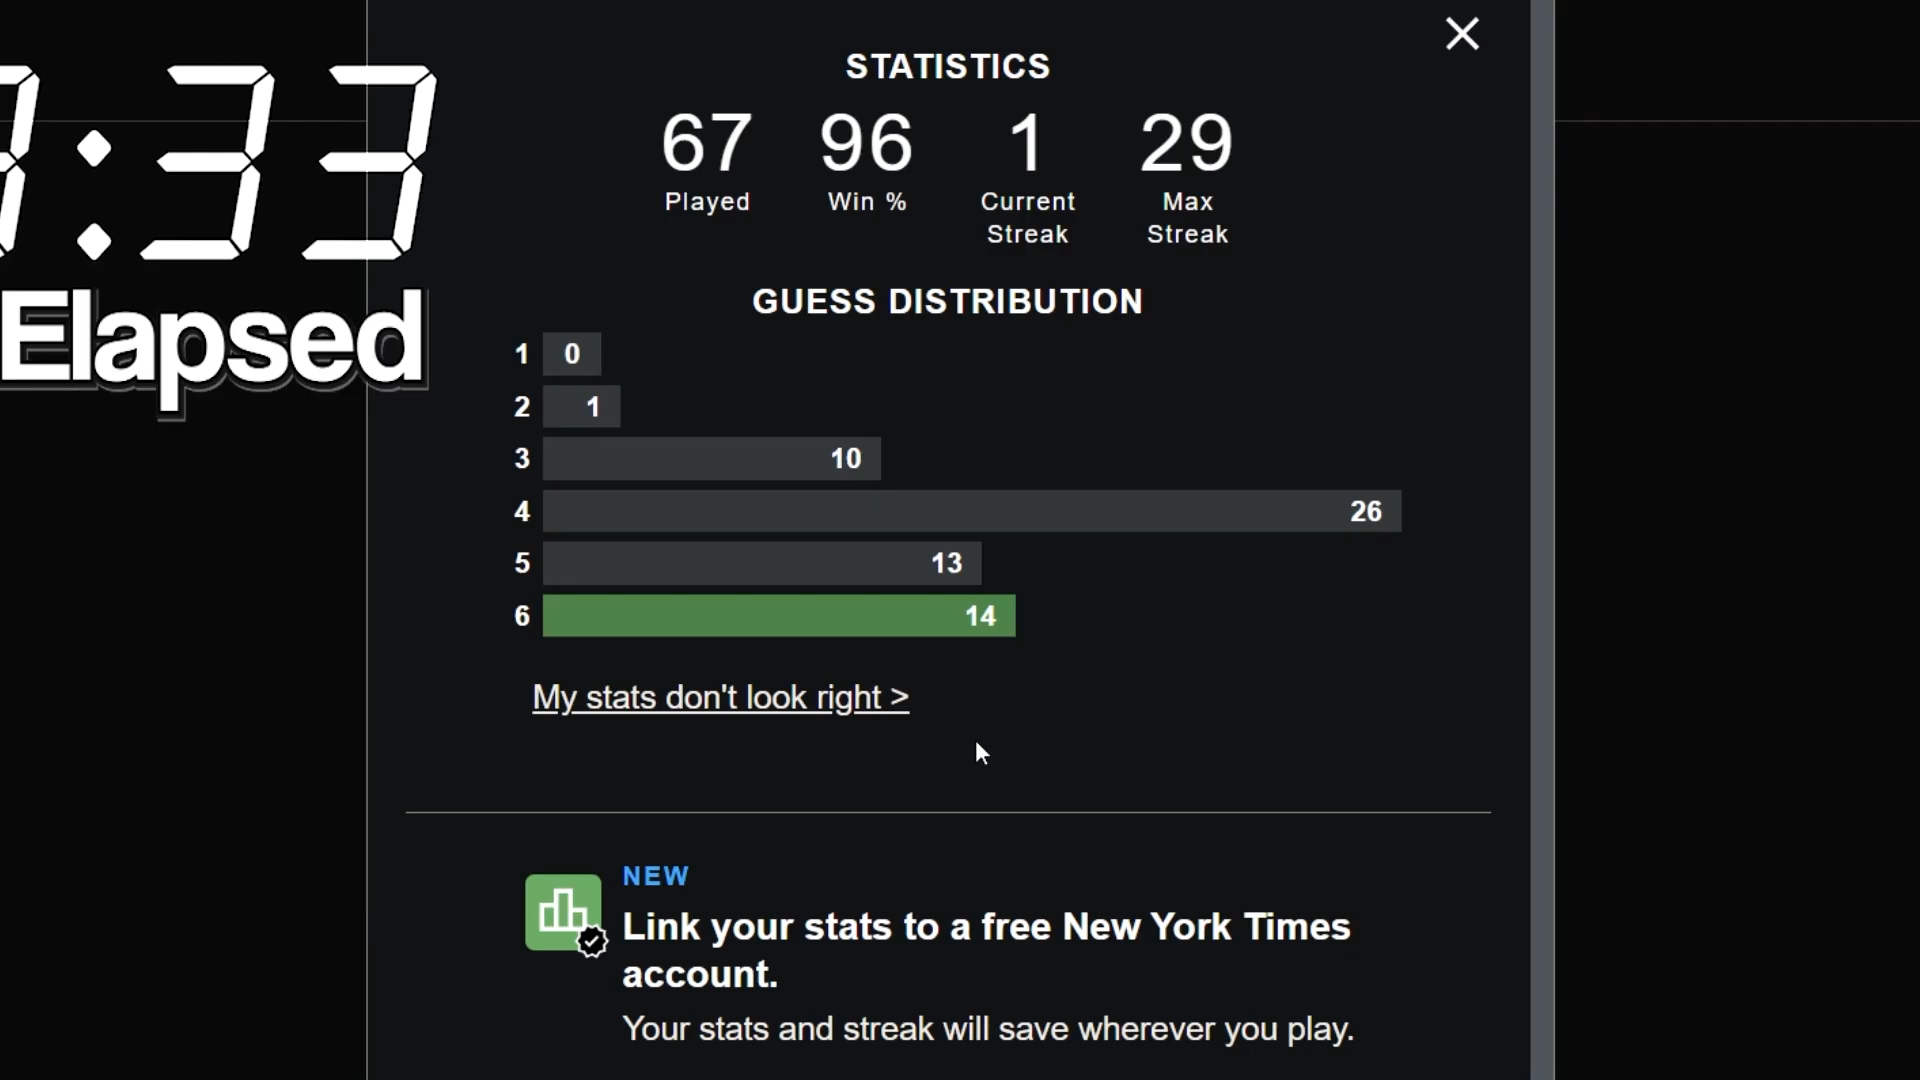 :33
Elapsed
STATISTICS
67 96 1 29
Played Win % Current Streak Max Streak
GUESS DISTRIBUTION
1 0
2 1
3 10
4 26
5 13
6 14
My stats don't look right >
NEW
Link your stats to a free New York Times
account.
Your stats and streak will save wherever you play.